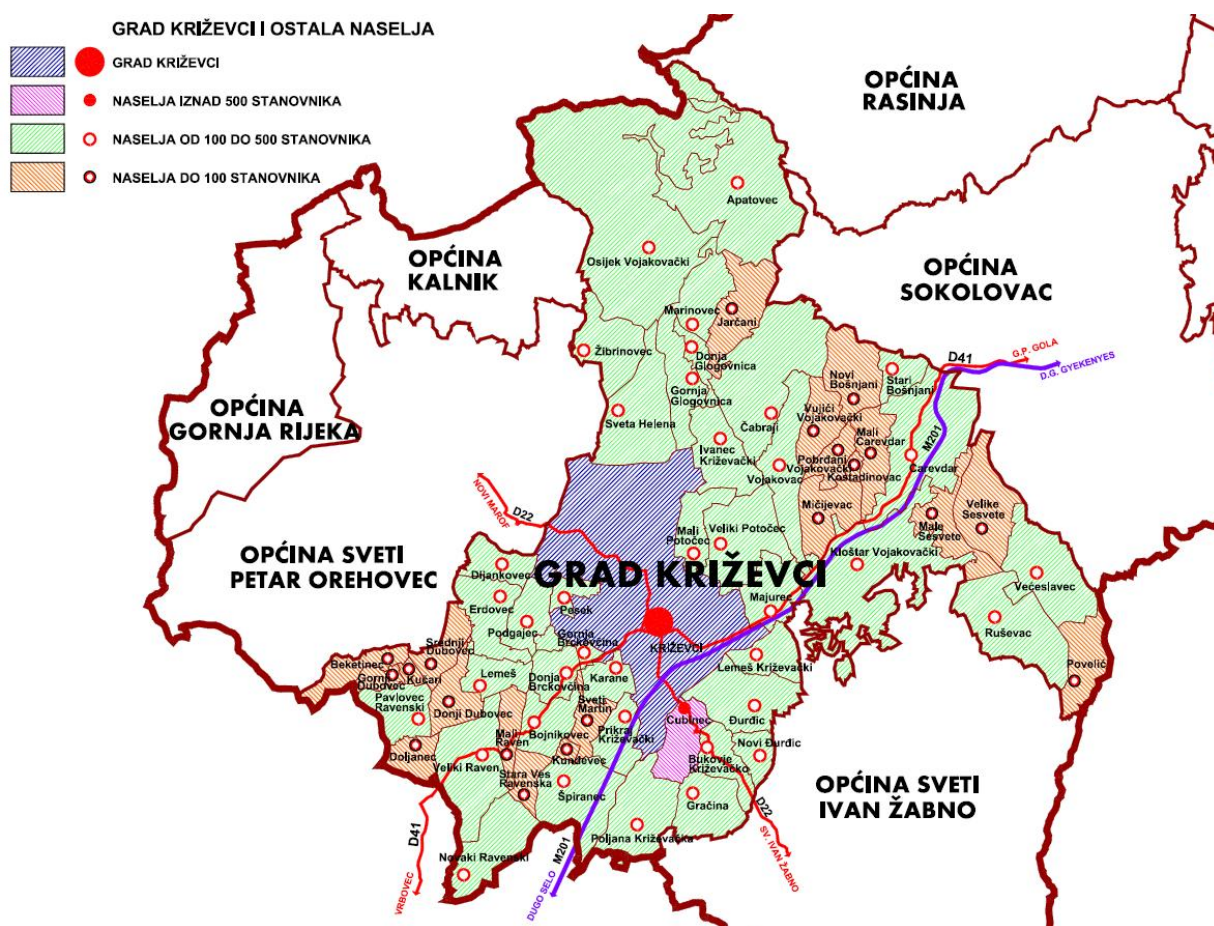 GRAD KRIŽEVCI I OSTALA NASELJA
GRAD KRIŽEVCI
NASELJA IZNAD 500 STANOVNIKA
NASELJA OD 100 DO 500 STANOVNIKA
NASELJA DO 100 STANOVNIKA
OPĆINA
RASINJA
OPĆINA
KALNIK
OPĆINA
SOKOLOVAC
OPĆINA
GORNJA RIJEKA
OPĆINA SVETI
PETAR OREHOVEC
OPĆINA SVETI
IVAN ŽABNO
GRAD KRIŽEVCI
Apatovec
Osijek Vojakovački
Marinovec
Jarčani
Žibrinovec
Donja
Glogovnica
Gornja
Glogovnica
Sveta Helena
Čabraji
Ivanec
Križevački
Vojakovac
Novi
Bošnjani
Stari
Bošnjani
Vujići
Vojakovački
Mali
Carevdar
Pobrđani
Vojakovački
Kostadinovac
Carevdar
Mičijevac
Male
Sesvete
Velike
Sesvete
D41
G.P. GOLA
D.G. GYEKENYES
M201
NOVI MAROF
D22
Mali
Potočec
Veliki Potočec
Kloštar Vojakovački
Većeslavec
Ruševac
Povelić
Dijankovec
Erdovec
Pesek
Podgajec
Majurec
KRIŽEVCI
Gornja
Brckovčina
Srednji
Dubovec
Beketinec
Gornji
Dubovec
Kučari
Lemeš
Donja
Brckovčina
Karane
Lemeš Križevački
Pavlovec
Ravenski
Donji Dubovec
Sveti
Martin
Cubinec
Đurđic
Doljanec
Mali
Raven
Bojnikovec
Prikraj
Križevački
Novi Đurđic
Veliki Raven
Kunđevec
Bukovje
Križevačko
Stara Ves
Ravenska
Špiranec
Gračina
D22
Poljana Križevačka
D41
Novaki Ravenski
M201
SV. IVAN ŽABNO
VRBOVEC
DUGO SELO